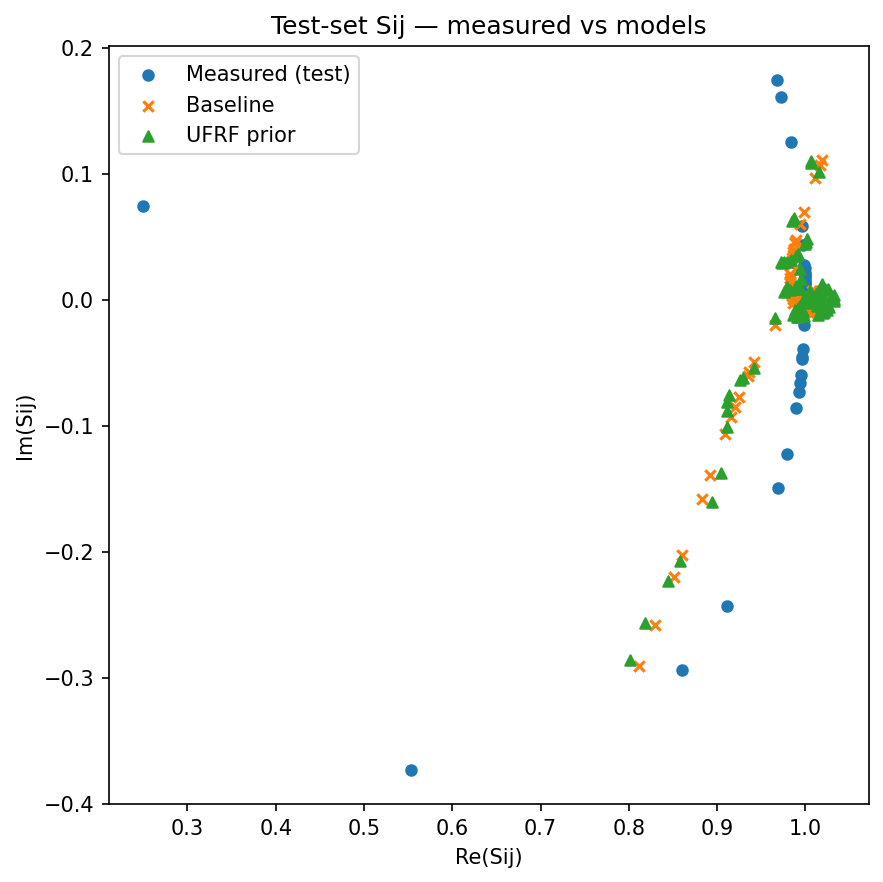 Test-set Sij — measured vs models
Measured (test)
Baseline
UFRF prior
0.2
0.1
0.0
−0.1
−0.2
−0.3
−0.4
Im(Sij)
0.3
0.4
0.5
0.6
0.7
0.8
0.9
1.0
Re(Sij)